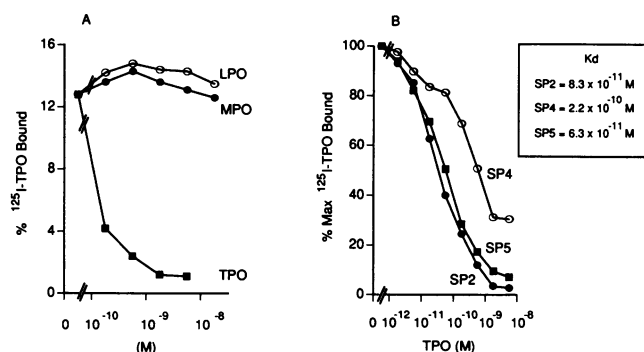 A
% ¹²⁵I-TPO Bound
16
12
8
4
0
LPO
MPO
TPO
0 10⁻¹⁰ 10⁻⁹ 10⁻⁸
(M)
B
% Max ¹²⁵I-TPO Bound
100
80
60
40
20
0
SP4
SP5
SP2
0 10⁻¹² 10⁻¹¹ 10⁻¹⁰ 10⁻⁹ 10⁻⁸
TPO (M)
Kd
SP2 = 8.3 x 10⁻¹¹ M
SP4 = 2.2 x 10⁻¹⁰ M
SP5 = 6.3 x 10⁻¹¹ M